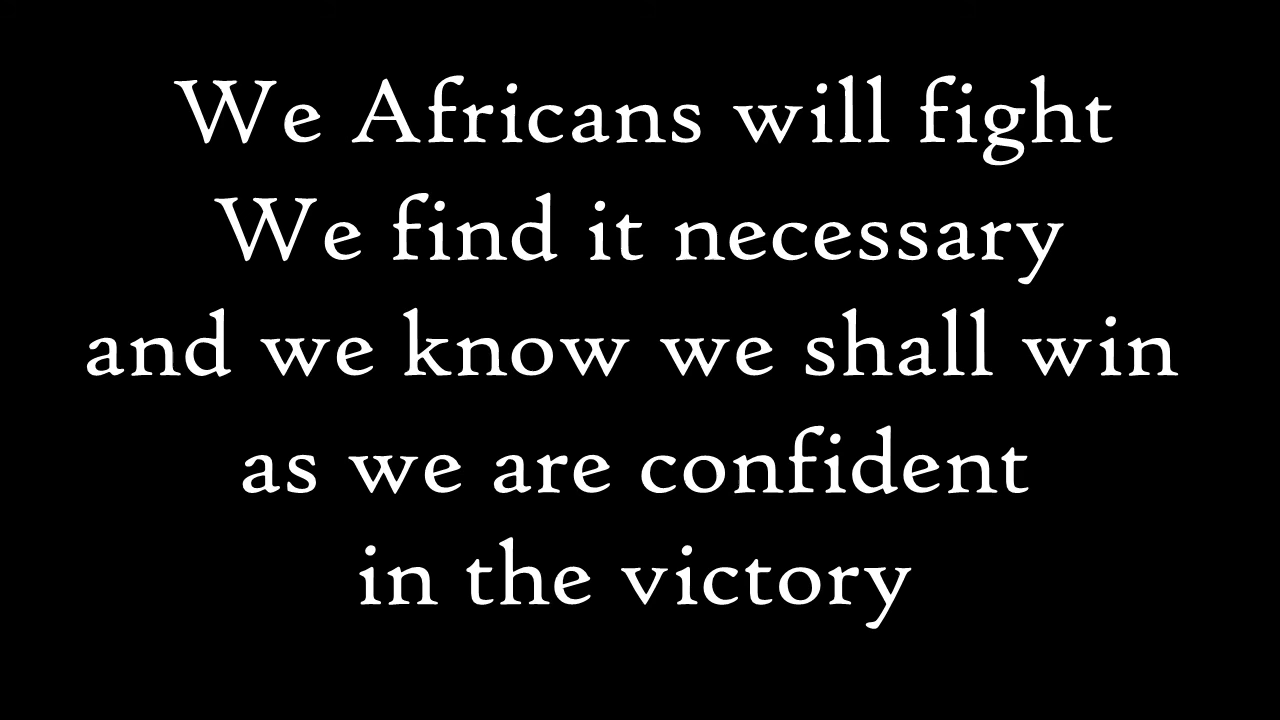 We Africans will fight
We find it necessary
and we know we shall win
as we are confident
in the victory